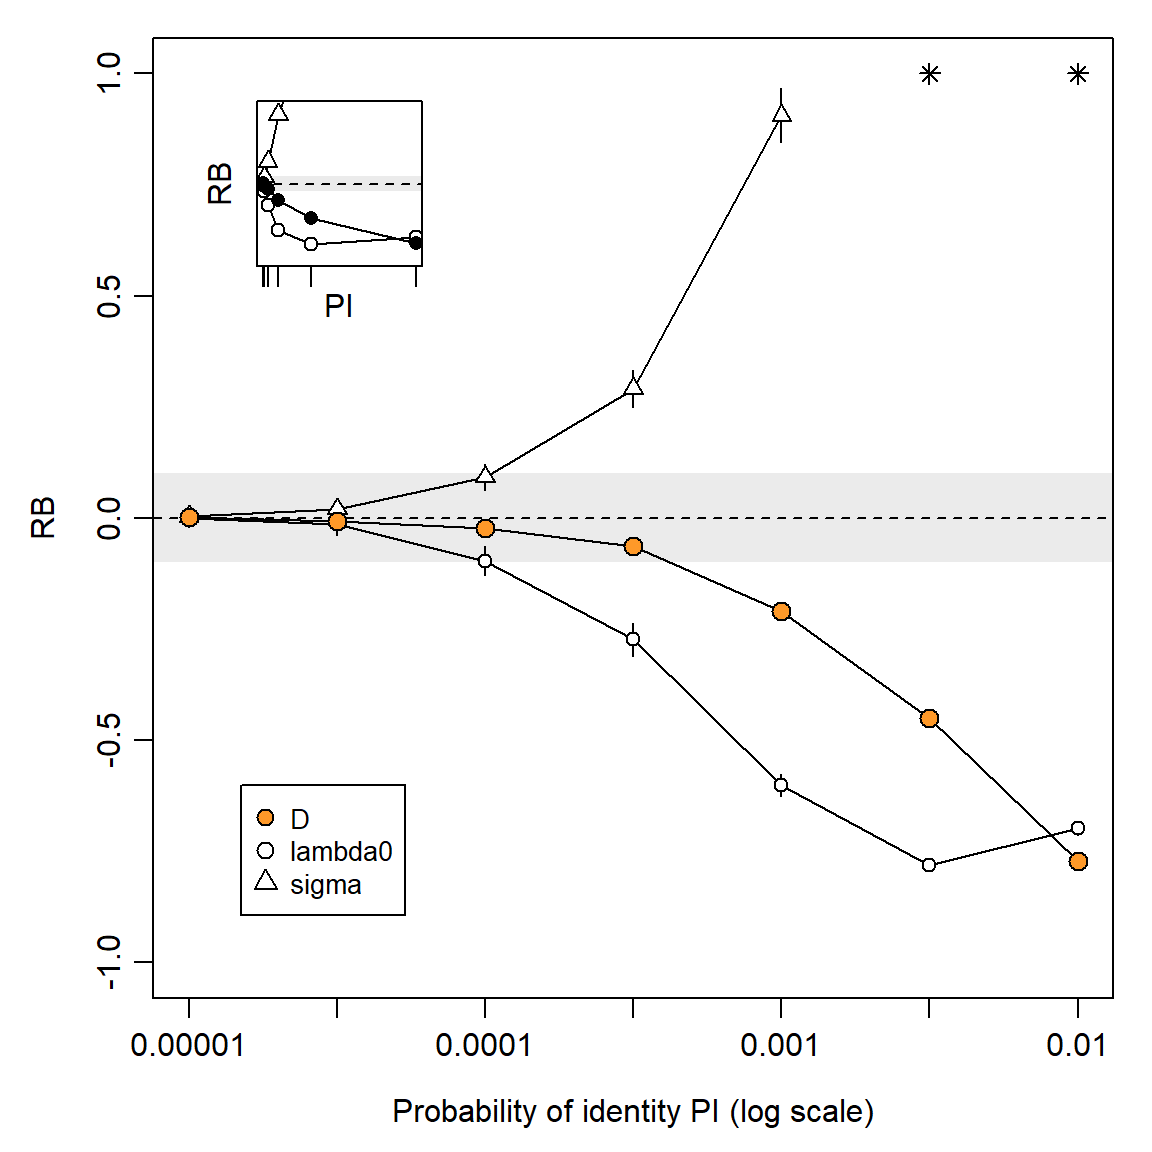 1.0
0.5
0.0
-0.5
-1.0
RB
RB
PI
D
lambda0
sigma
0.00001
0.0001
0.001
0.01
Probability of identity PI (log scale)